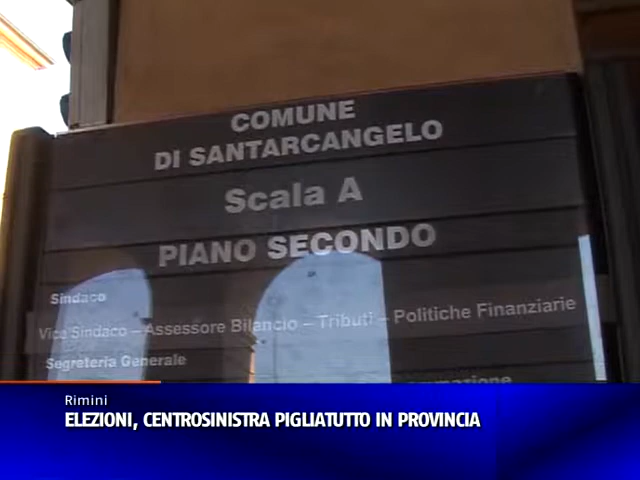 COMUNE
DI SANTARCANGELO
Scala A
PIANO SECONDO
Sindaco
Vice Sindaco – Assessore Bilancio – Tributi – Politiche Finanziarie
Segreteria Generale
Rimini
ELEZIONI, CENTROSINISTRA PIGLIATUTTO IN PROVINCIA